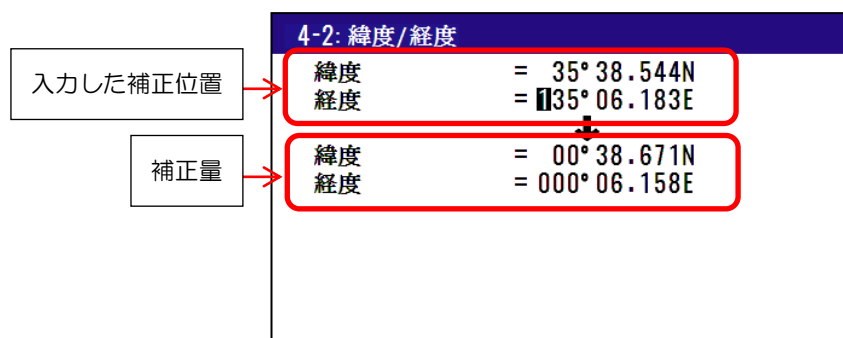 4-2: 緯度/経度
入力した補正位置
緯度 = 35°38.544N
経度 = 135°06.183E
補正量
緯度 = 00°38.671N
経度 = 000°06.158E